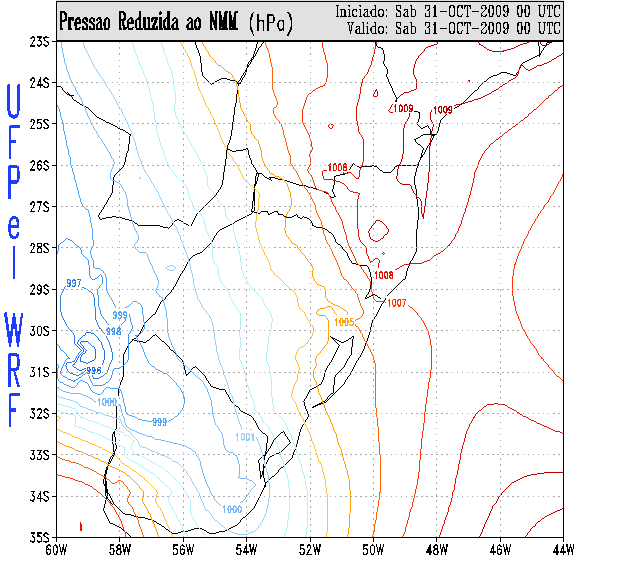 Pressao Reduzida ao NMM (hPa)
Iniciado: Sab 31-OCT-2009 00 UTC
Valido: Sab 31-OCT-2009 00 UTC
UFPel WRF
23S
24S
25S
26S
27S
28S
29S
30S
31S
32S
33S
34S
35S
60W 58W 56W 54W 52W 50W 48W 46W 44W
1009 1009
1008
1008
997
1007
999
1005
998
996
1000
999
1001
1000